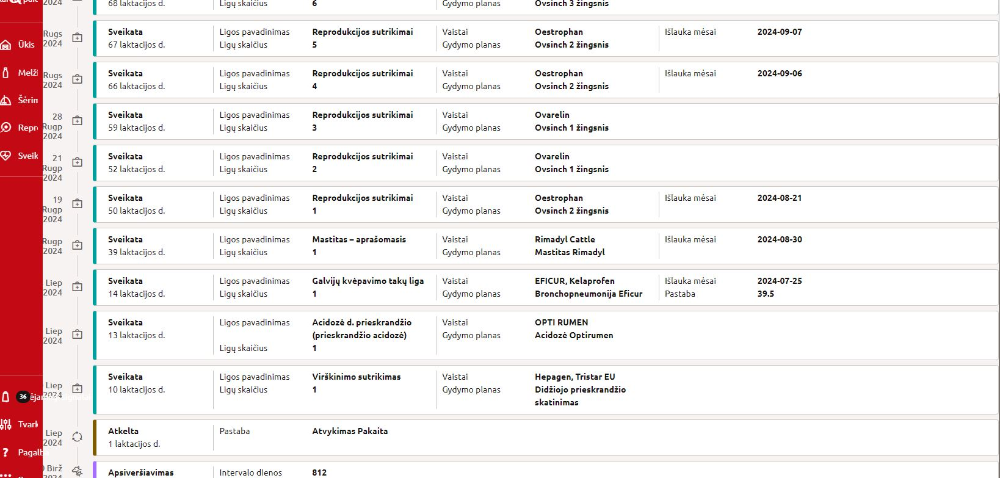 2024
68 laktacijos d. Ligų skaičius 6 Gydymo planas Ovsinch 3 žingsnis
Rugs
2024
Sveikata Ligos pavadinimas Reprodukcijos sutrikimai Vaistai Oestrophan Išlauka mėsai 2024-09-07
67 laktacijos d. Ligų skaičius 5 Gydymo planas Ovsinch 2 žingsnis
Rugs
2024
Sveikata Ligos pavadinimas Reprodukcijos sutrikimai Vaistai Oestrophan Išlauka mėsai 2024-09-06
66 laktacijos d. Ligų skaičius 4 Gydymo planas Ovsinch 2 žingsnis
28
Rugp
2024
Sveikata Ligos pavadinimas Reprodukcijos sutrikimai Vaistai Ovarelin
59 laktacijos d. Ligų skaičius 3 Gydymo planas Ovsinch 1 žingsnis
21
Rugp
2024
Sveikata Ligos pavadinimas Reprodukcijos sutrikimai Vaistai Ovarelin
52 laktacijos d. Ligų skaičius 2 Gydymo planas Ovsinch 1 žingsnis
19
Rugp
2024
Sveikata Ligos pavadinimas Reprodukcijos sutrikimai Vaistai Oestrophan Išlauka mėsai 2024-08-21
50 laktacijos d. Ligų skaičius 1 Gydymo planas Ovsinch 2 žingsnis
Rugp
2024
Sveikata Ligos pavadinimas Mastitas – aprašomasis Vaistai Rimadyl Cattle Išlauka mėsai 2024-08-30
39 laktacijos d. Ligų skaičius 1 Gydymo planas Mastitas Rimadyl
Liep
2024
Sveikata Ligos pavadinimas Galvijų kvėpavimo takų liga Vaistai EFICUR, Kelaprofen Išlauka mėsai 2024-07-25
14 laktacijos d. Ligų skaičius 1 Gydymo planas Bronchopneumonija Eficur Pastaba 39.5
Liep
2024
Sveikata Ligos pavadinimas Acidozė d. prieskrandžio Vaistai OPTI RUMEN
13 laktacijos d. (prieskrandžio acidozė) Gydymo planas Acidozė Optirumen
Ligų skaičius 1
Liep
2024
Sveikata Ligos pavadinimas Virškinimo sutrikimas Vaistai Hepagen, Tristar EU
10 laktacijos d. Ligų skaičius 1 Gydymo planas Didžiojo prieskrandžio
skatinimas
Liep
2024
Atkelta Pastaba Atvykimas Pakaita
1 laktacijos d.
Birž
2024
Apsiveršiavimas Intervalo dienos 812
Ūkis
Melži
Šėrim
Repr
Sveik
36
Tvark
Pagalba